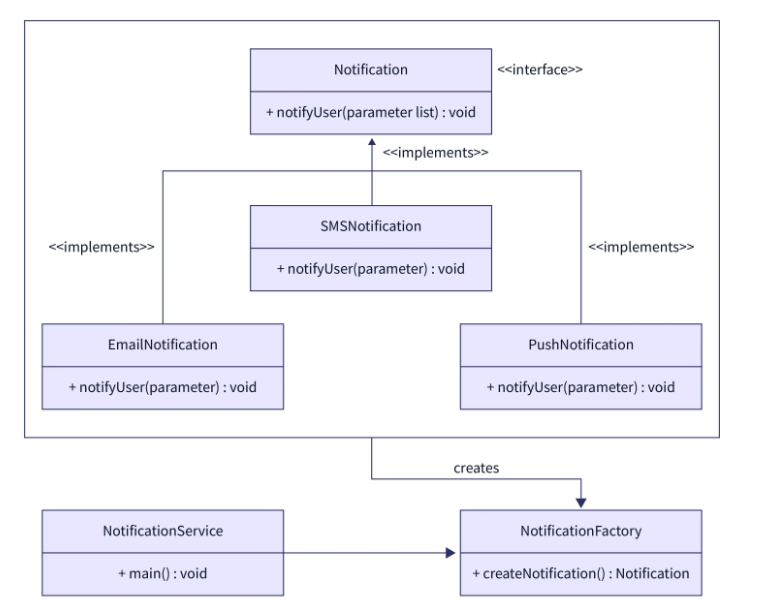 Notification
<<interface>>
+ notifyUser(parameter list) : void
<<implements>>
SMSNotification
<<implements>>
<<implements>>
+ notifyUser(parameter) : void
EmailNotification
PushNotification
+ notifyUser(parameter) : void
+ notifyUser(parameter) : void
creates
NotificationService
NotificationFactory
+ main() : void
+ createNotification() : Notification